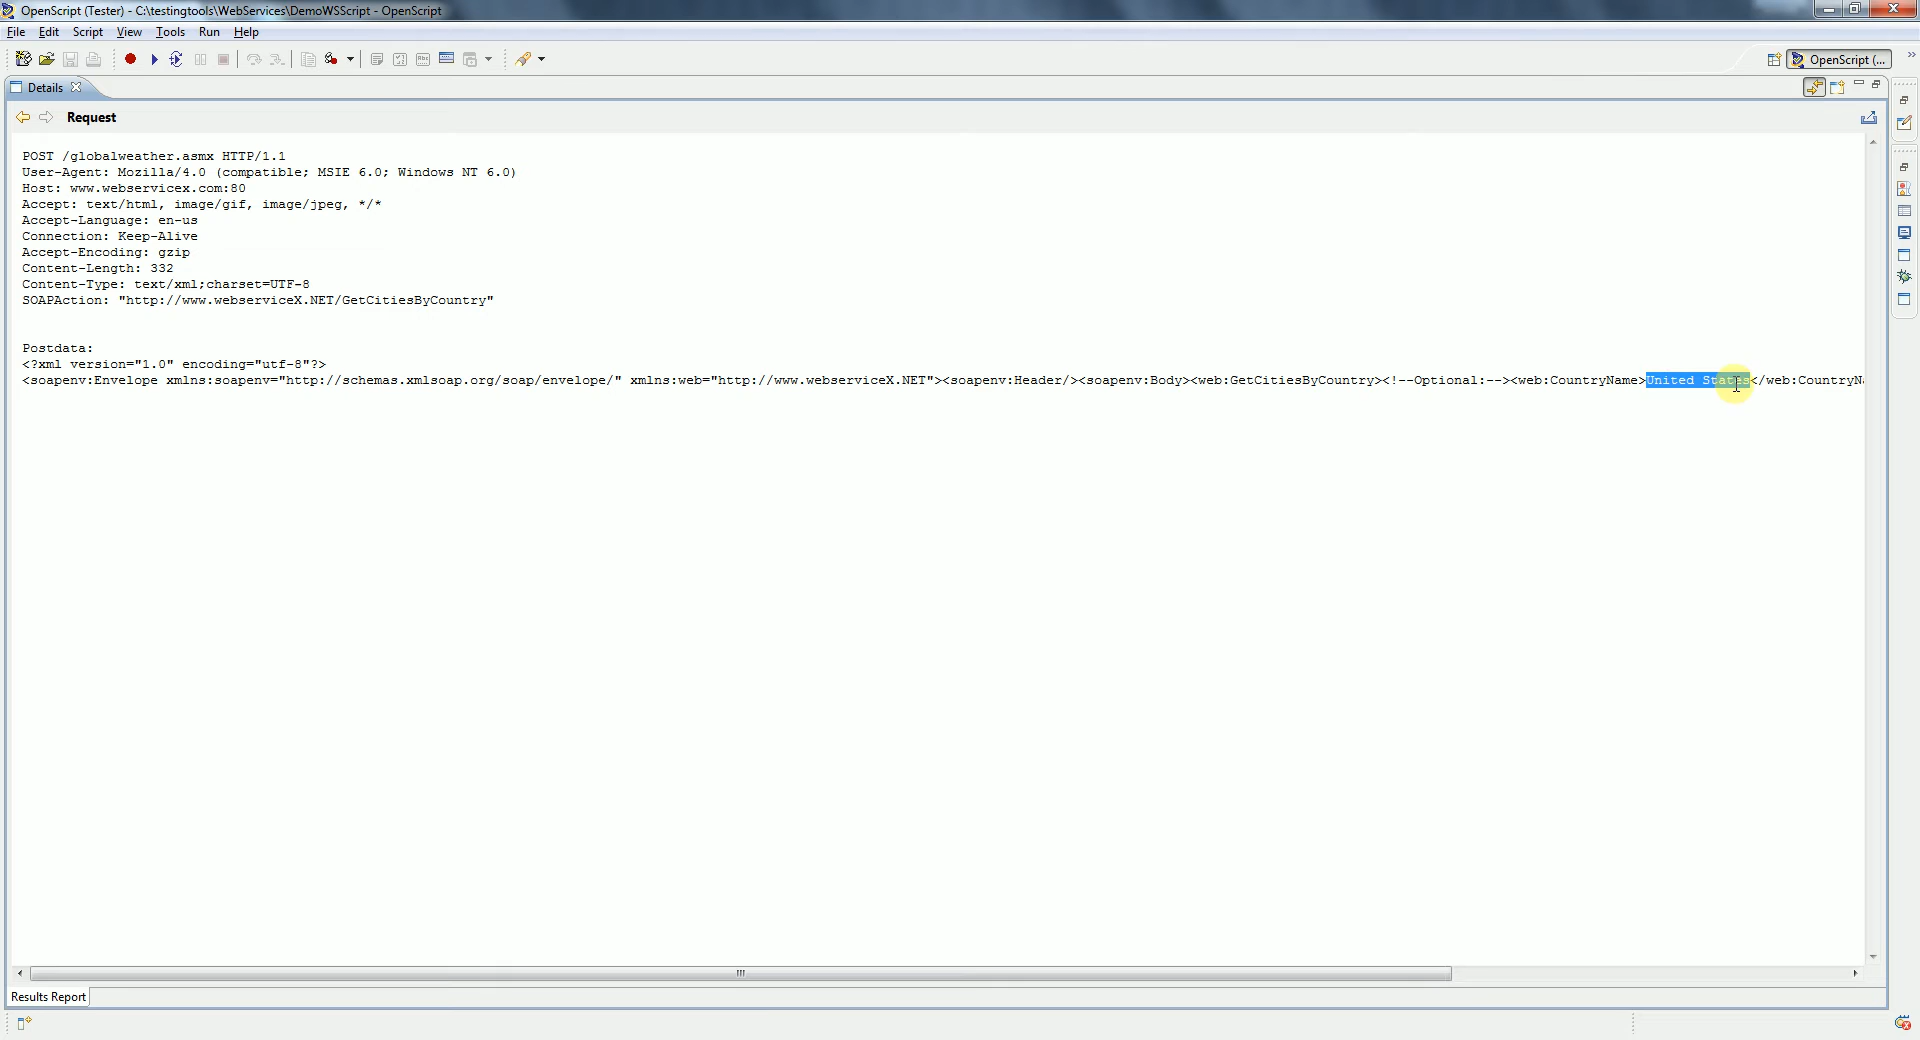 OpenScript (Tester) - C:\testingtools\WebServices\DemoWSScript - OpenScript
File Edit Script View Tools Run Help
OpenScript (...
Details
Request
POST /globalweather.asmx HTTP/1.1
User-Agent: Mozilla/4.0 (compatible; MSIE 6.0; Windows NT 6.0)
Host: www.webservicex.com:80
Accept: text/html, image/gif, image/jpeg, */*
Accept-Language: en-us
Connection: Keep-Alive
Accept-Encoding: gzip
Content-Length: 332
Content-Type: text/xml;charset=UTF-8
SOAPAction: "http://www.webserviceX.NET/GetCitiesByCountry"
Postdata:
<?xml version="1.0" encoding="utf-8"?>
<soapenv:Envelope xmlns:soapenv="http://schemas.xmlsoap.org/soap/envelope/" xmlns:web="http://www.webserviceX.NET"><soapenv:Header/><soapenv:Body><web:GetCitiesByCountry><!--Optional:--><web:CountryName>United States</web:CountryNa
Results Report